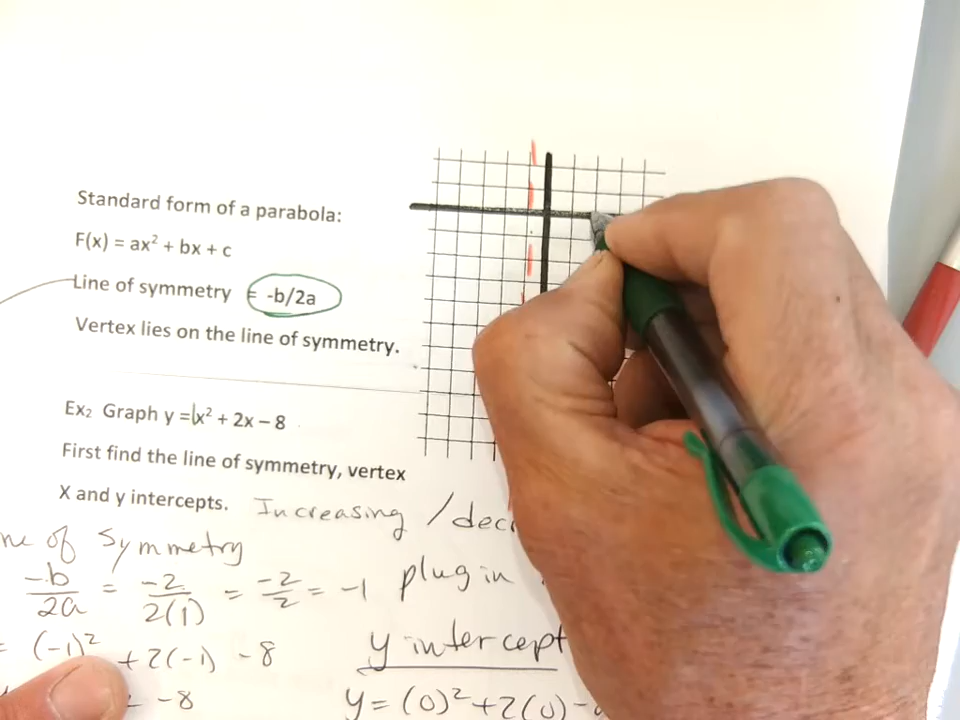 Standard form of a parabola:
F(x) = ax² + bx + c
Line of symmetry = -b/2a
Vertex lies on the line of symmetry.
Ex₂ Graph y = 1x² + 2x – 8
First find the line of symmetry, vertex
X and y intercepts. Increasing /decr
ne of Symmetry
-b/2a = -2/2(1) = -2/2 = -1 plug in
= (-1)² + 2(-1) - 8
y intercept
- 8
y = (0)² + 2(0) -